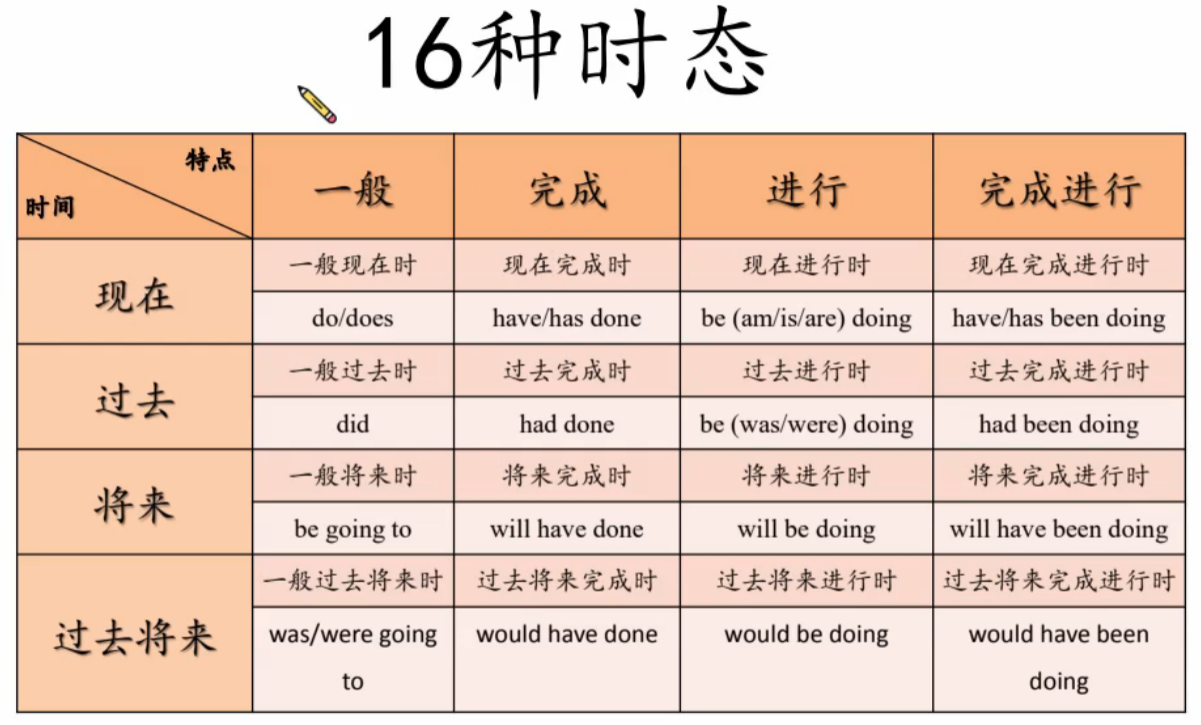 16种时态
特点
时间
一般 完成 进行 完成进行
现在
一般现在时 现在完成时 现在进行时 现在完成进行时
do/does have/has done be (am/is/are) doing have/has been doing
过去
一般过去时 过去完成时 过去进行时 过去完成进行时
did had done be (was/were) doing had been doing
将来
一般将来时 将来完成时 将来进行时 将来完成进行时
be going to will have done will be doing will have been doing
过去将来
一般过去将来时 过去将来完成时 过去将来进行时 过去将来完成进行时
was/were going would have done would be doing would have been
to doing